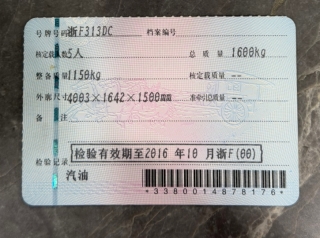 号牌号码 浙F313DC 档案编号
核定载人数 5人 总质量 1600kg
整备质量 1150kg 核定载质量 --
外廓尺寸 4003×1642×1500mm 准牵引总质量 --
备注
检验有效期至2016年10月浙F(00)
检验记录
汽油
*3380014878176*